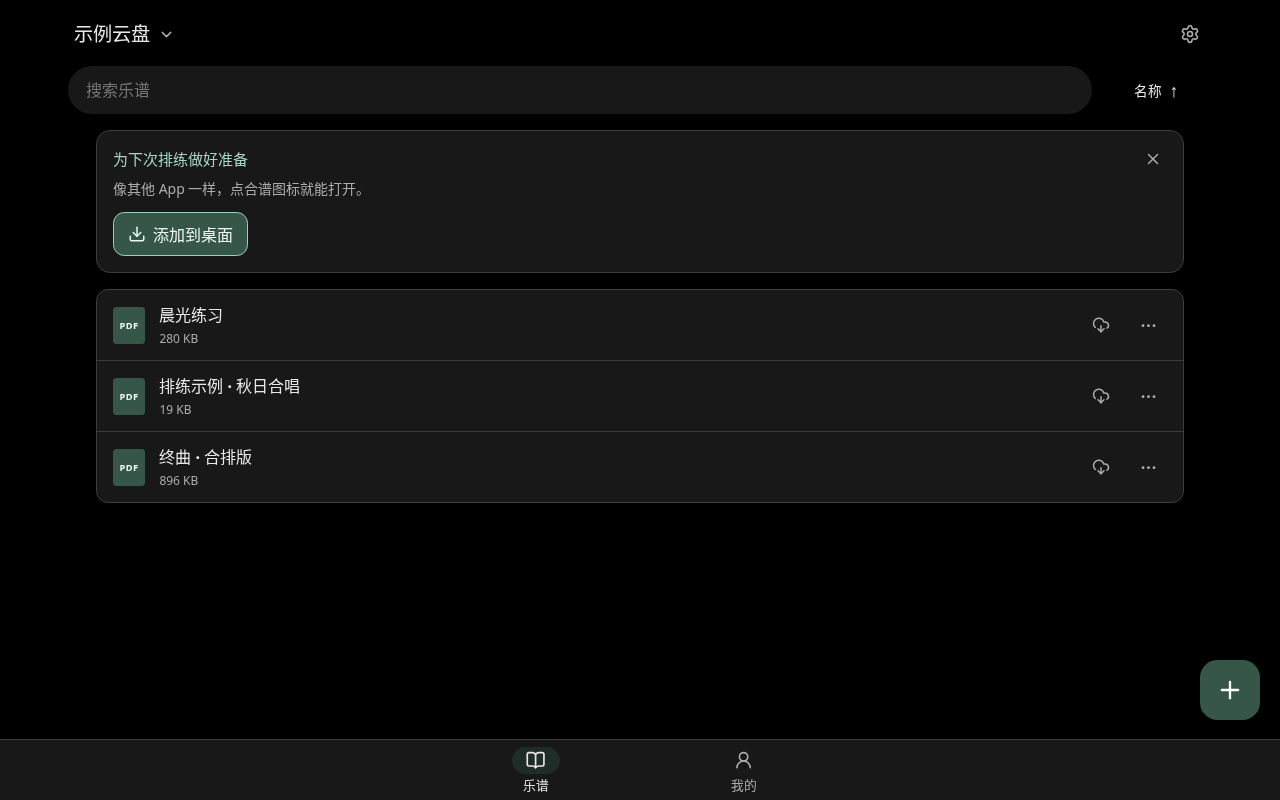 示例云盘
搜索乐谱
名称 ↑
为下次排练做好准备
像其他 App 一样，点合谱图标就能打开。
添加到桌面
PDF
晨光练习
280 KB
PDF
排练示例 · 秋日合唱
19 KB
PDF
终曲 · 合排版
896 KB
乐谱
我的